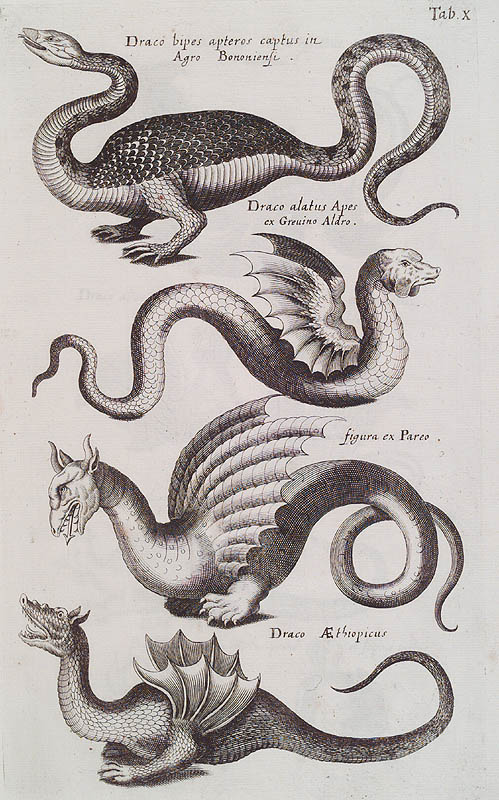 Tab. X
Draco bipes apteros captus in
Agro Bononiensi .
Draco alatus Apes
ex Greuino Aldro .
figura ex Pareo .
Draco Æthiopicus